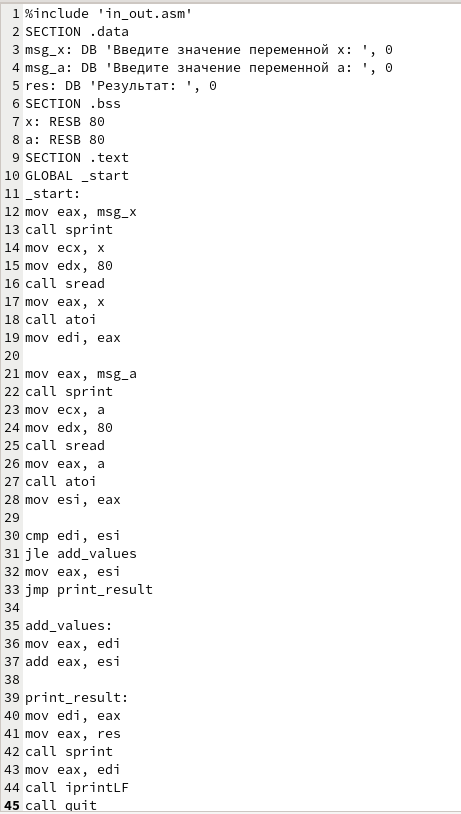 1 %include 'in_out.asm'
2 SECTION .data
3 msg_x: DB 'Введите значение переменной x: ', 0
4 msg_a: DB 'Введите значение переменной a: ', 0
5 res: DB 'Результат: ', 0
6 SECTION .bss
7 x: RESB 80
8 a: RESB 80
9 SECTION .text
10 GLOBAL _start
11 _start:
12 mov eax, msg_x
13 call sprint
14 mov ecx, x
15 mov edx, 80
16 call sread
17 mov eax, x
18 call atoi
19 mov edi, eax
20
21 mov eax, msg_a
22 call sprint
23 mov ecx, a
24 mov edx, 80
25 call sread
26 mov eax, a
27 call atoi
28 mov esi, eax
29
30 cmp edi, esi
31 jle add_values
32 mov eax, esi
33 jmp print_result
34
35 add_values:
36 mov eax, edi
37 add eax, esi
38
39 print_result:
40 mov edi, eax
41 mov eax, res
42 call sprint
43 mov eax, edi
44 call iprintLF
45 call quit